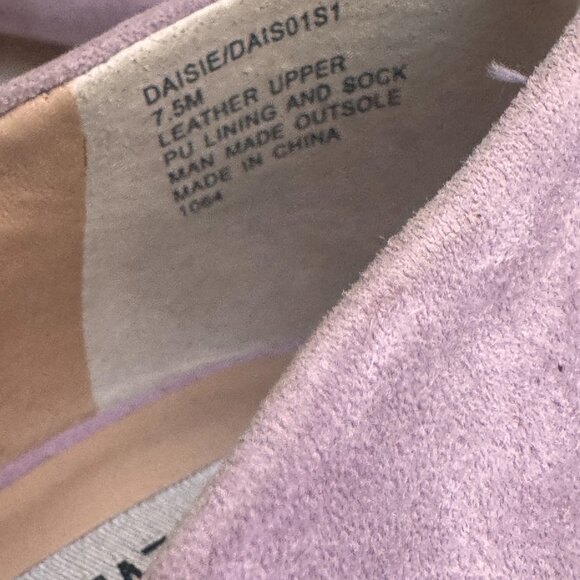 DAISIE/DAIS01S1
7.5M
LEATHER UPPER
PU LINING AND SOCK
MAN MADE OUTSOLE
MADE IN CHINA
1064